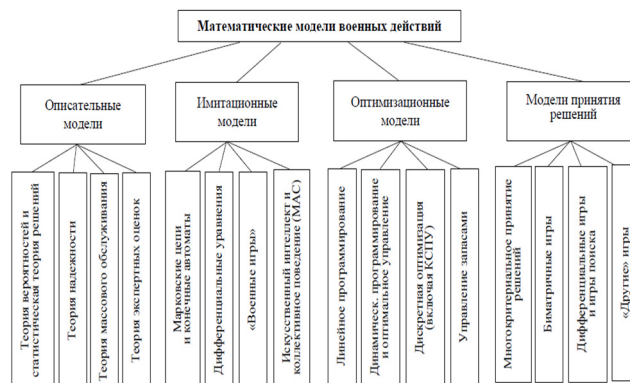 Математические модели военных действий
Описательные
модели
Имитационные
модели
Оптимизационные
модели
Модели принятия
решений
Теория вероятностей и
статистическая теория решений
Теория надежности
Теория массового обслуживания
Теория экспертных оценок
Марковские цепи
и конечные автоматы
Дифференциальные уравнения
«Военные игры»
Искусственный интеллект и
коллективное поведение (МАС)
Линейное программирование
Динамическ. программирование
и оптимальное управление
Дискретная оптимизация
(включая КСПУ)
Управление запасами
Многокритериальное принятие
решений
Биматричные игры
Дифференциальные игры
и игры поиска
«Другие» игры